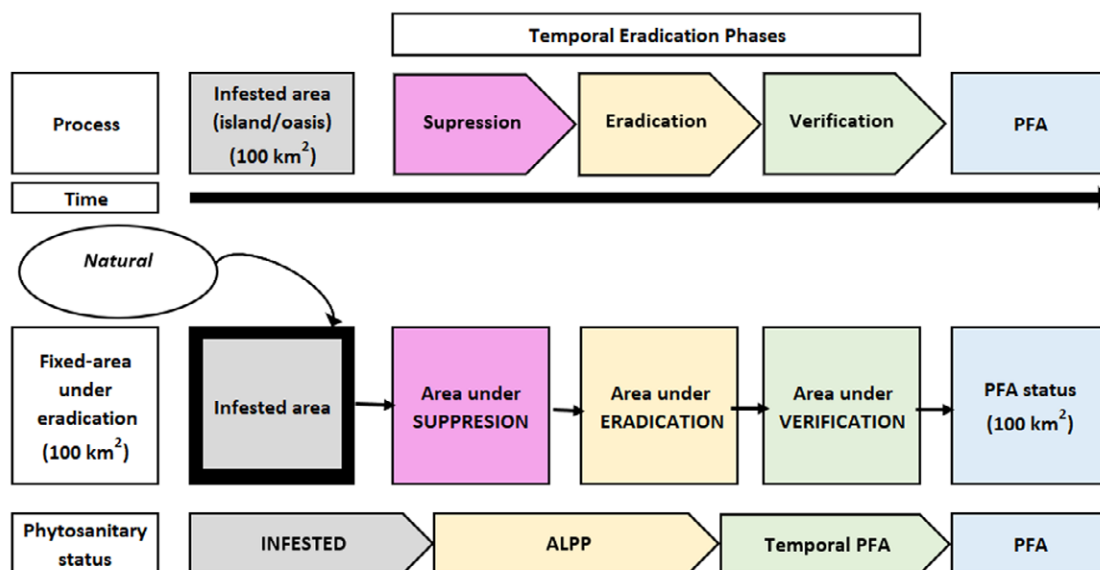 Temporal Eradication Phases
Process
Infested area
(island/oasis)
(100 km²)
Supression
Eradication
Verification
PFA
Time
Natural
Fixed-area
under
eradication
(100 km²)
Infested area
Area under
SUPPRESION
Area under
ERADICATION
Area under
VERIFICATION
PFA status
(100 km²)
Phytosanitary
status
INFESTED
ALPP
Temporal PFA
PFA